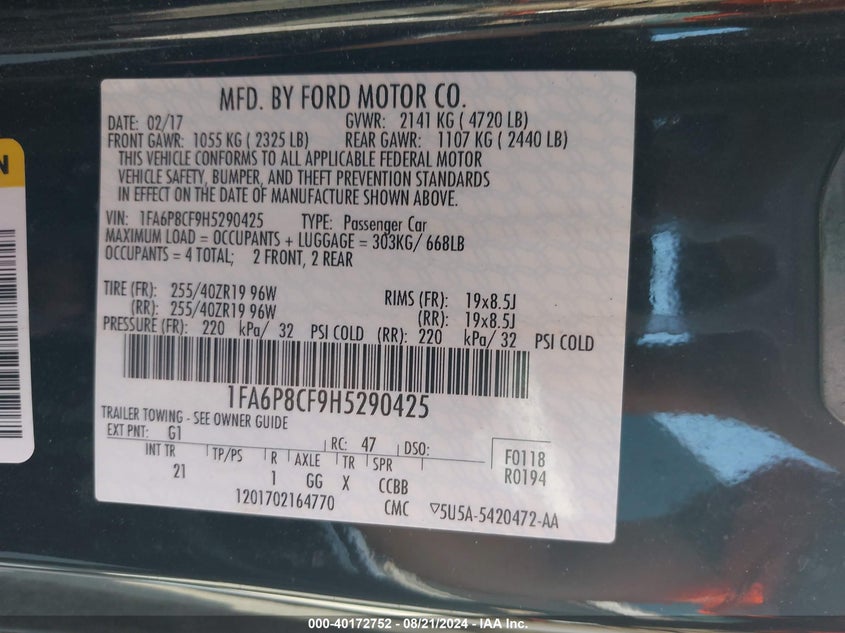 MFD. BY FORD MOTOR CO.
DATE: 02/17 GVWR: 2141 KG ( 4720 LB)
FRONT GAWR: 1055 KG ( 2325 LB) REAR GAWR: 1107 KG ( 2440 LB)
THIS VEHICLE CONFORMS TO ALL APPLICABLE FEDERAL MOTOR
VEHICLE SAFETY, BUMPER, AND THEFT PREVENTION STANDARDS
IN EFFECT ON THE DATE OF MANUFACTURE SHOWN ABOVE.
VIN: 1FA6P8CF9H5290425 TYPE: Passenger Car
MAXIMUM LOAD = OCCUPANTS + LUGGAGE = 303KG/ 668LB
OCCUPANTS = 4 TOTAL; 2 FRONT, 2 REAR
TIRE (FR): 255/40ZR19 96W RIMS (FR): 19x8.5J
(RR): 255/40ZR19 96W (RR): 19x8.5J
PRESSURE (FR): 220 kPa/ 32 PSI COLD (RR): 220 kPa/ 32 PSI COLD
1FA6P8CF9H5290425
TRAILER TOWING - SEE OWNER GUIDE
EXT PNT: G1 RC: 47 DSO:
INT TR TP/PS R AXLE TR SPR
21 1 GG X CCBB
F0118
R0194
1201702164770 CMC ▽5U5A-5420472-AA
N
000-40172752 - 08/21/2024 - IAA Inc.